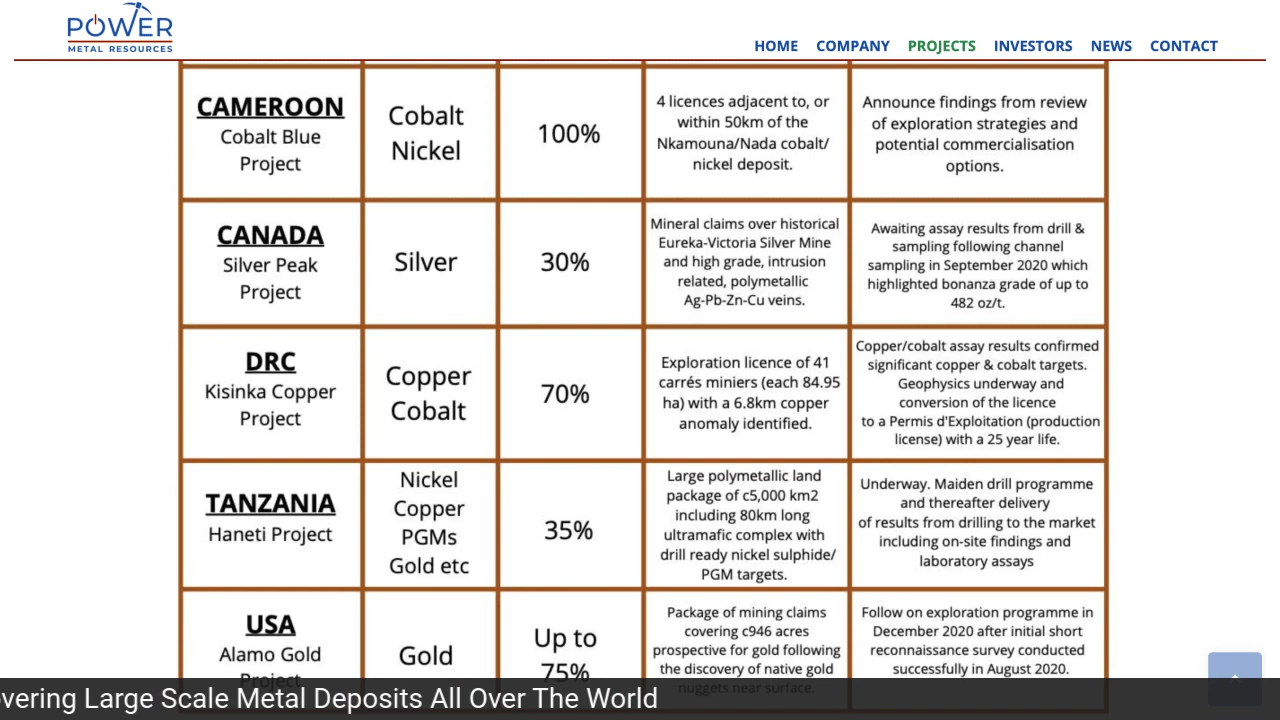 POWER
METAL RESOURCES
HOME COMPANY PROJECTS INVESTORS NEWS CONTACT
CAMEROON
Cobalt Blue
Project
Cobalt
Nickel
100%
4 licences adjacent to, or
within 50km of the
Nkamouna/Nada cobalt/
nickel deposit.
Announce findings from review
of exploration strategies and
potential commercialisation
options.
CANADA
Silver Peak
Project
Silver
30%
Mineral claims over historical
Eureka-Victoria Silver Mine
and high grade, intrusion
related, polymetallic
Ag-Pb-Zn-Cu veins.
Awaiting assay results from drill &
sampling following channel
sampling in September 2020 which
highlighted bonanza grade of up to
482 oz/t.
DRC
Kisinka Copper
Project
Copper
Cobalt
70%
Exploration licence of 41
carrés miniers (each 84.95
ha) with a 6.8km copper
anomaly identified.
Copper/cobalt assay results confirmed
significant copper & cobalt targets.
Geophysics underway and
conversion of the licence
to a Permis d'Exploitation (production
license) with a 25 year life.
TANZANIA
Haneti Project
Nickel
Copper
PGMs
Gold etc
35%
Large polymetallic land
package of c5,000 km2
including 80km long
ultramafic complex with
drill ready nickel sulphide/
PGM targets.
Underway. Maiden drill programme
and thereafter delivery
of results from drilling to the market
including on-site findings and
laboratory assays
USA
Alamo Gold
Project
Gold
Up to
75%
Package of mining claims
covering c946 acres
prospective for gold following
the discovery of native gold
nuggets near surface.
Follow on exploration programme in
December 2020 after initial short
reconnaissance survey conducted
successfully in August 2020.
overing Large Scale Metal Deposits All Over The World